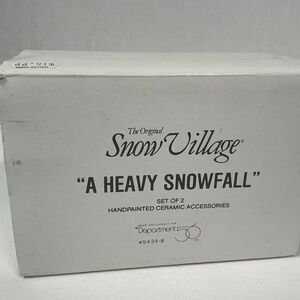 The Original
Snow Village®
"A HEAVY SNOWFALL"
SET OF 2
HANDPAINTED CERAMIC ACCESSORIES
Department 56
#5434-8